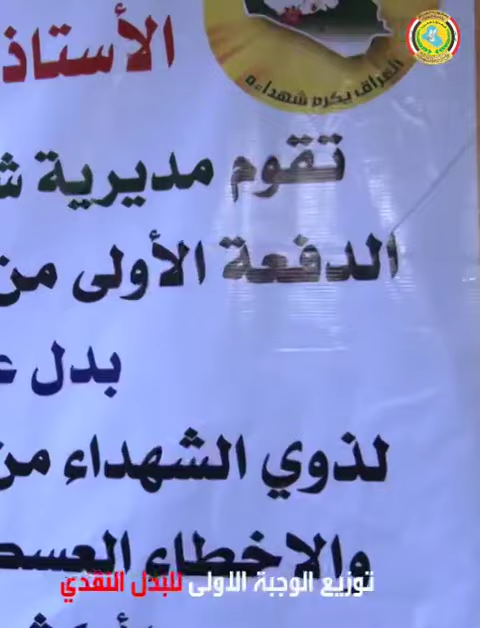 الأستاذ
العراق يكرم شهداءه
تقوم مديرية
الدفعة الأولى من
بدل
لذوي الشهداء من
والاخطاء
توزيع الوجبة الاولى للبدل النقدي